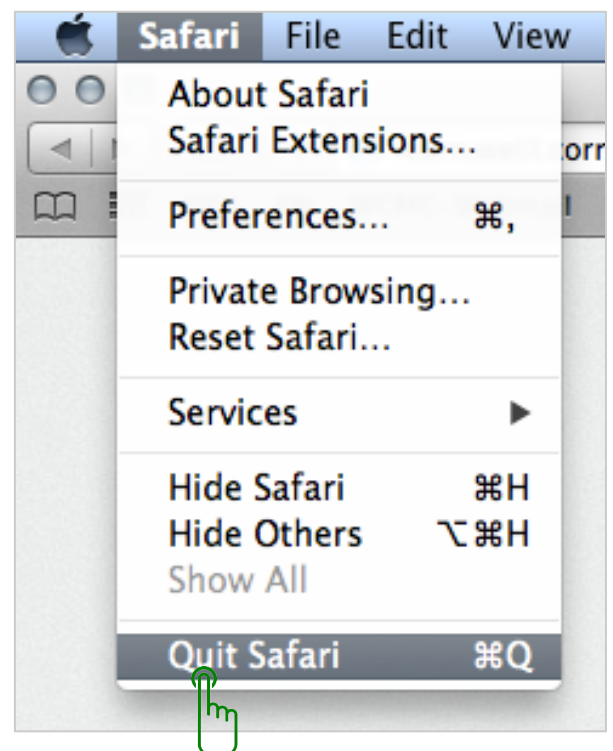 Safari File Edit View
About Safari
Safari Extensions...
orr
Preferences... ⌘,
Private Browsing...
Reset Safari...
Services ▶
Hide Safari ⌘H
Hide Others ⌥⌘H
Show All
Quit Safari ⌘Q